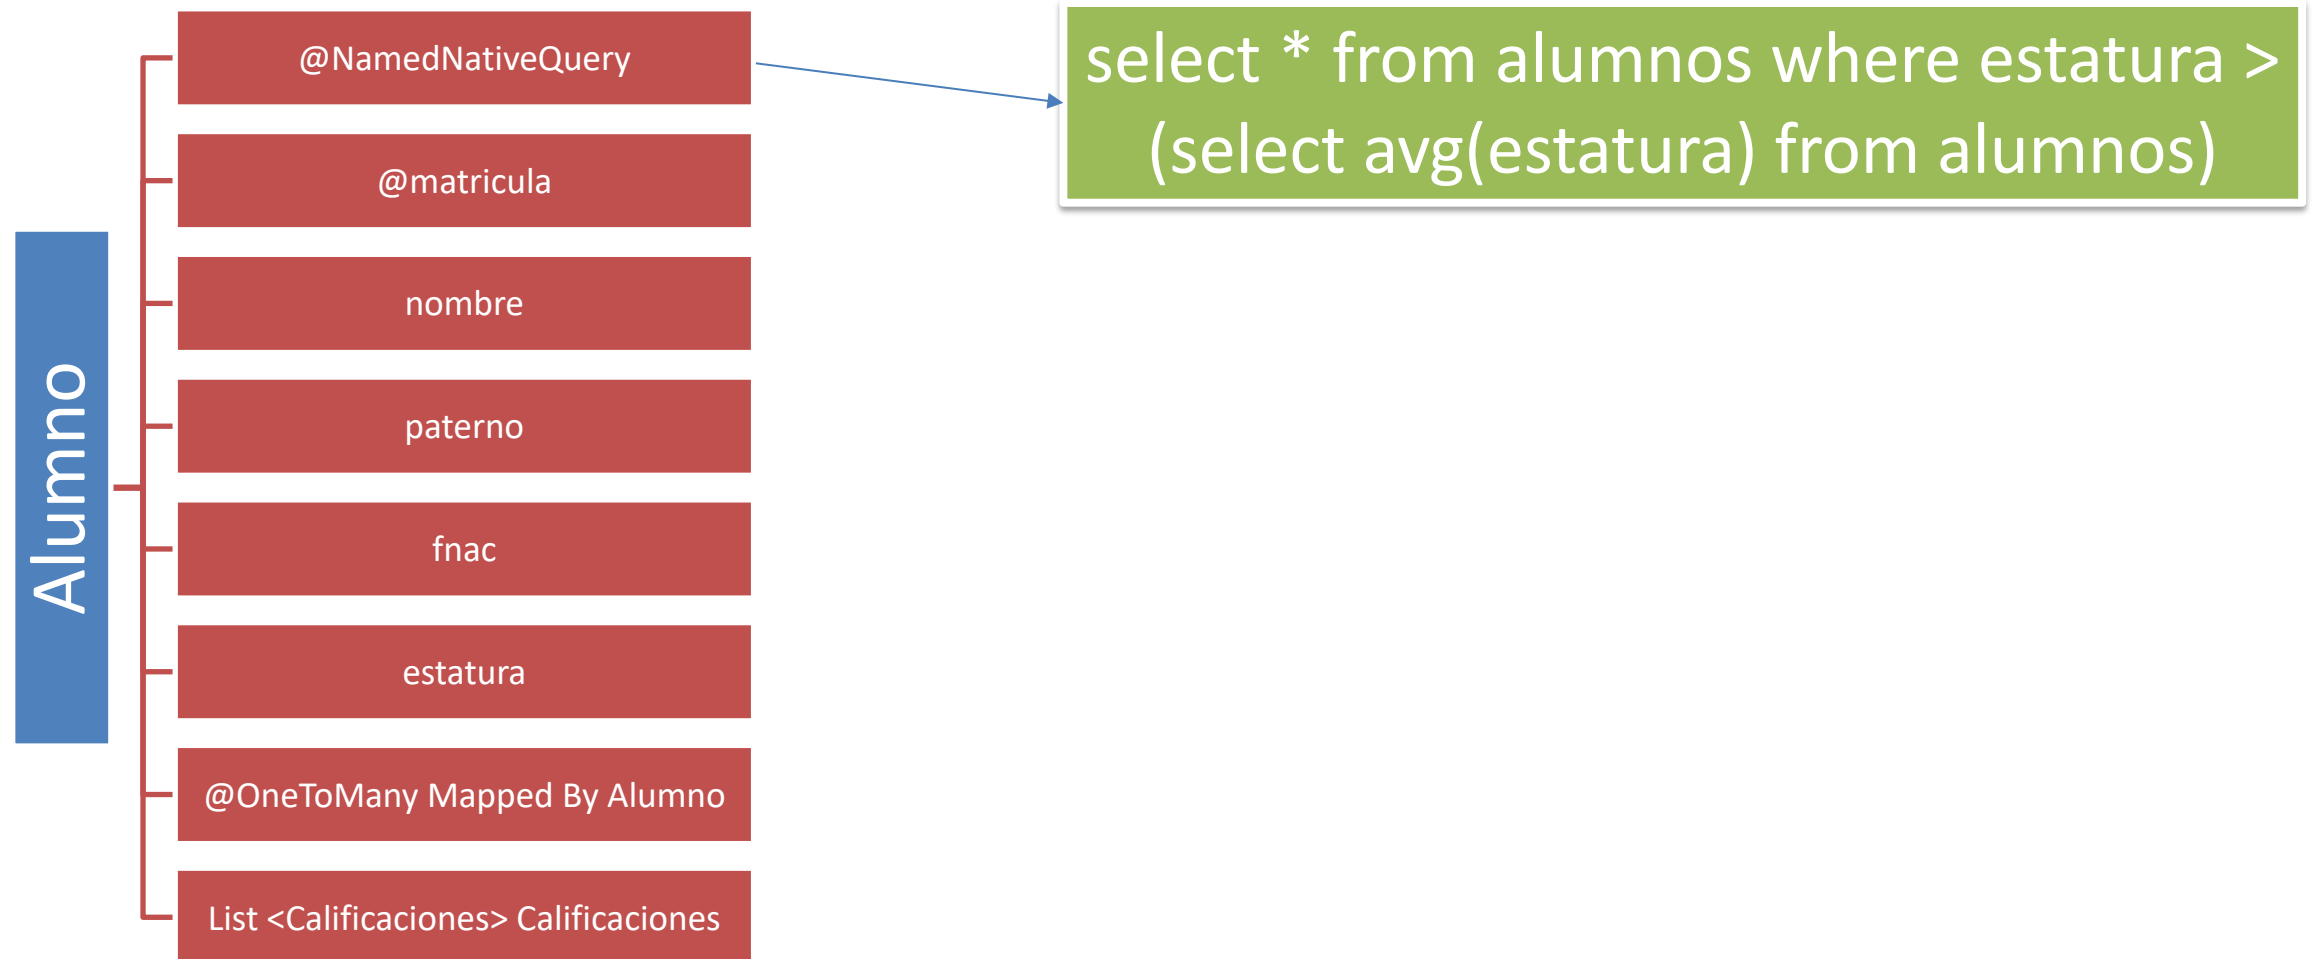 Alumno
@NamedNativeQuery
@matricula
nombre
paterno
fnac
estatura
@OneToMany Mapped By Alumno
List <Calificaciones> Calificaciones
select * from alumnos where estatura >
(select avg(estatura) from alumnos)